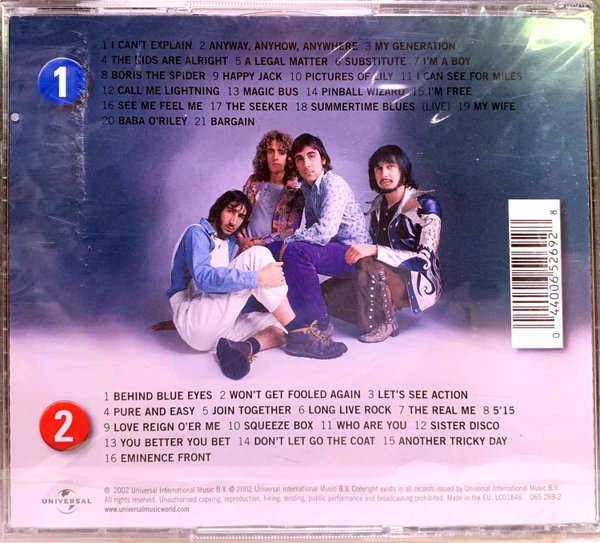 1
1 I CAN'T EXPLAIN 2 ANYWAY, ANYHOW, ANYWHERE 3 MY GENERATION
4 THE KIDS ARE ALRIGHT 5 A LEGAL MATTER 6 SUBSTITUTE 7 I'M A BOY
8 BORIS THE SPIDER 9 HAPPY JACK 10 PICTURES OF LILY 11 I CAN SEE FOR MILES
12 CALL ME LIGHTNING 13 MAGIC BUS 14 PINBALL WIZARD 15 I'M FREE
16 SEE ME FEEL ME 17 THE SEEKER 18 SUMMERTIME BLUES (LIVE) 19 MY WIFE
20 BABA O'RILEY 21 BARGAIN
0 44006 52692 8
2
1 BEHIND BLUE EYES 2 WON'T GET FOOLED AGAIN 3 LET'S SEE ACTION
4 PURE AND EASY 5 JOIN TOGETHER 6 LONG LIVE ROCK 7 THE REAL ME 8 5'15
9 LOVE REIGN O'ER ME 10 SQUEEZE BOX 11 WHO ARE YOU 12 SISTER DISCO
13 YOU BETTER YOU BET 14 DON'T LET GO THE COAT 15 ANOTHER TRICKY DAY
16 EMINENCE FRONT
UNIVERSAL
℗ 2002 Universal International Music B.V. © 2002 Universal International Music B.V. Copyright exists in all records issued by Universal International Music B.V.
All rights reserved. Unauthorised copying, reproduction, hiring, lending, public performance and broadcasting prohibited. Made in the EU. LC01846. 065 269-2
www.universalmusicworld.com